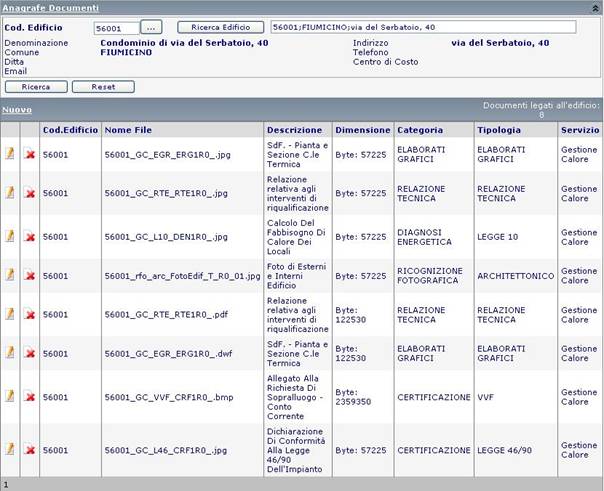 Anagrafe Documenti
Cod. Edificio 56001 ... Ricerca Edificio 56001;FIUMICINO;via del Serbatoio, 40
Denominazione Condominio di via del Serbatoio, 40 Indirizzo via del Serbatoio, 40
Comune FIUMICINO Telefono
Ditta Centro di Costo
Email
Ricerca Reset
Nuovo Documenti legati all'edificio:
8
Cod.Edificio Nome File Descrizione Dimensione Categoria Tipologia Servizio
56001 56001_GC_EGR_ERG1R0_.jpg SdF. - Pianta e Sezione C.le Termica Byte: 57225 ELABORATI GRAFICI ELABORATI GRAFICI Gestione Calore
56001 56001_GC_RTE_RTE1R0_.jpg Relazione relativa agli interventi di riqualificazione Byte: 57225 RELAZIONE TECNICA RELAZIONE TECNICA Gestione Calore
56001 56001_GC_L10_DEN1R0_.jpg Calcolo Del Fabbisogno Di Calore Dei Locali Byte: 57225 DIAGNOSI ENERGETICA LEGGE 10 Gestione Calore
56001 56001_rfo_arc_FotoEdif_T_R0_01.jpg Foto di Esterni e Interni Edificio Byte: 57225 RICOGNIZIONE FOTOGRAFICA ARCHITETTONICO Gestione Calore
56001 56001_GC_RTE_RTE1R0_.pdf Relazione relativa agli interventi di riqualificazione Byte: 122530 RELAZIONE TECNICA RELAZIONE TECNICA Gestione Calore
56001 56001_GC_EGR_ERG1R0_.dwf SdF. - Pianta e Sezione C.le Termica Byte: 122530 ELABORATI GRAFICI ELABORATI GRAFICI Gestione Calore
56001 56001_GC_VVF_CRF1R0_.bmp Allegato Alla Richiesta Di Sopralluogo - Conto Corrente Byte: 2359350 CERTIFICAZIONE VVF Gestione Calore
56001 56001_GC_L46_CRF1R0_.jpg Dichiarazione Di Conformità Alla Legge 46/90 Dell'Impianto Byte: 57225 CERTIFICAZIONE LEGGE 46/90 Gestione Calore
1